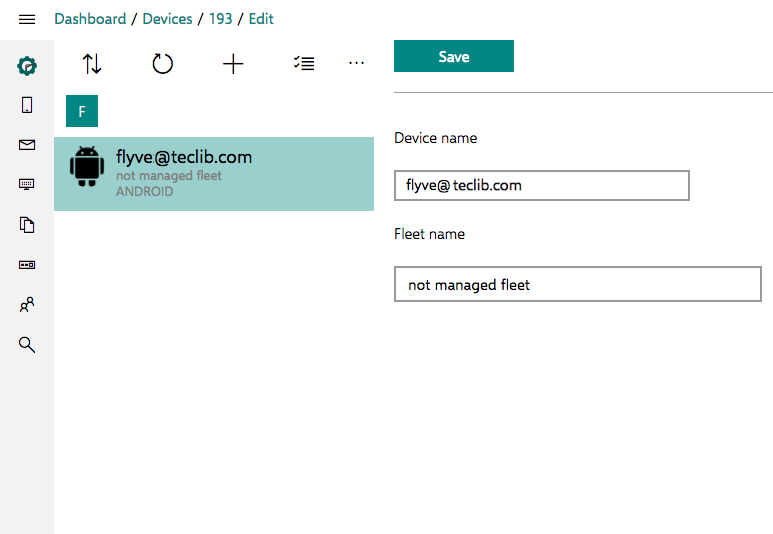 Dashboard / Devices / 193 / Edit
Save
F
flyve@teclib.com
not managed fleet
ANDROID
Device name
flyve@teclib.com
Fleet name
not managed fleet